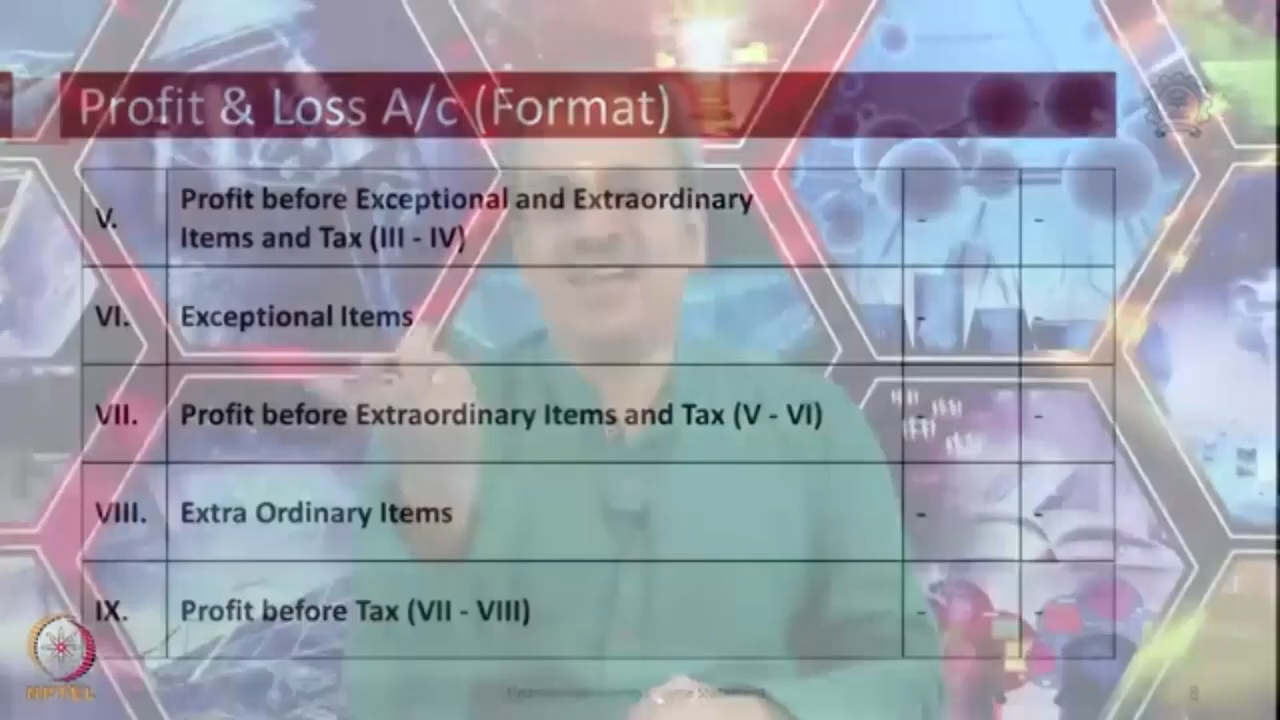 Profit & Loss A/c (Format)
V. Profit before Exceptional and Extraordinary
Items and Tax (III - IV) - -
VI. Exceptional Items - -
VII. Profit before Extraordinary Items and Tax (V - VI) - -
VIII. Extra Ordinary Items - -
IX. Profit before Tax (VII - VIII) - -
NPTEL
8